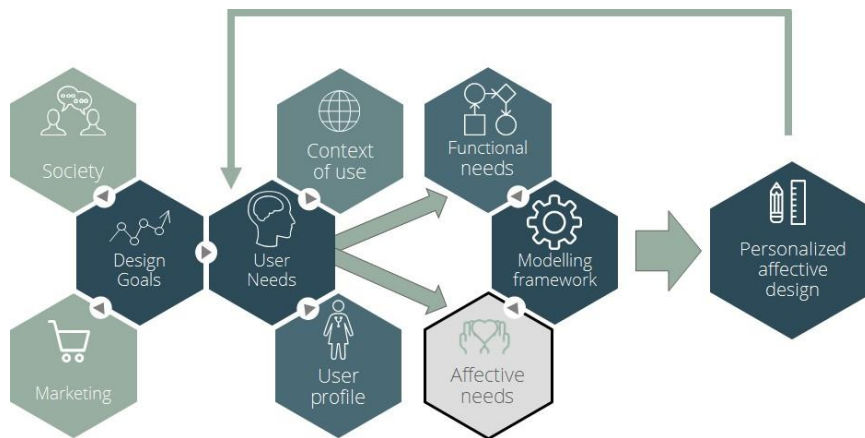 Society
Design
Goals
Marketing
Context
of use
User
Needs
User
profile
Functional
needs
Modelling
framework
Affective
needs
Personalized
affective
design